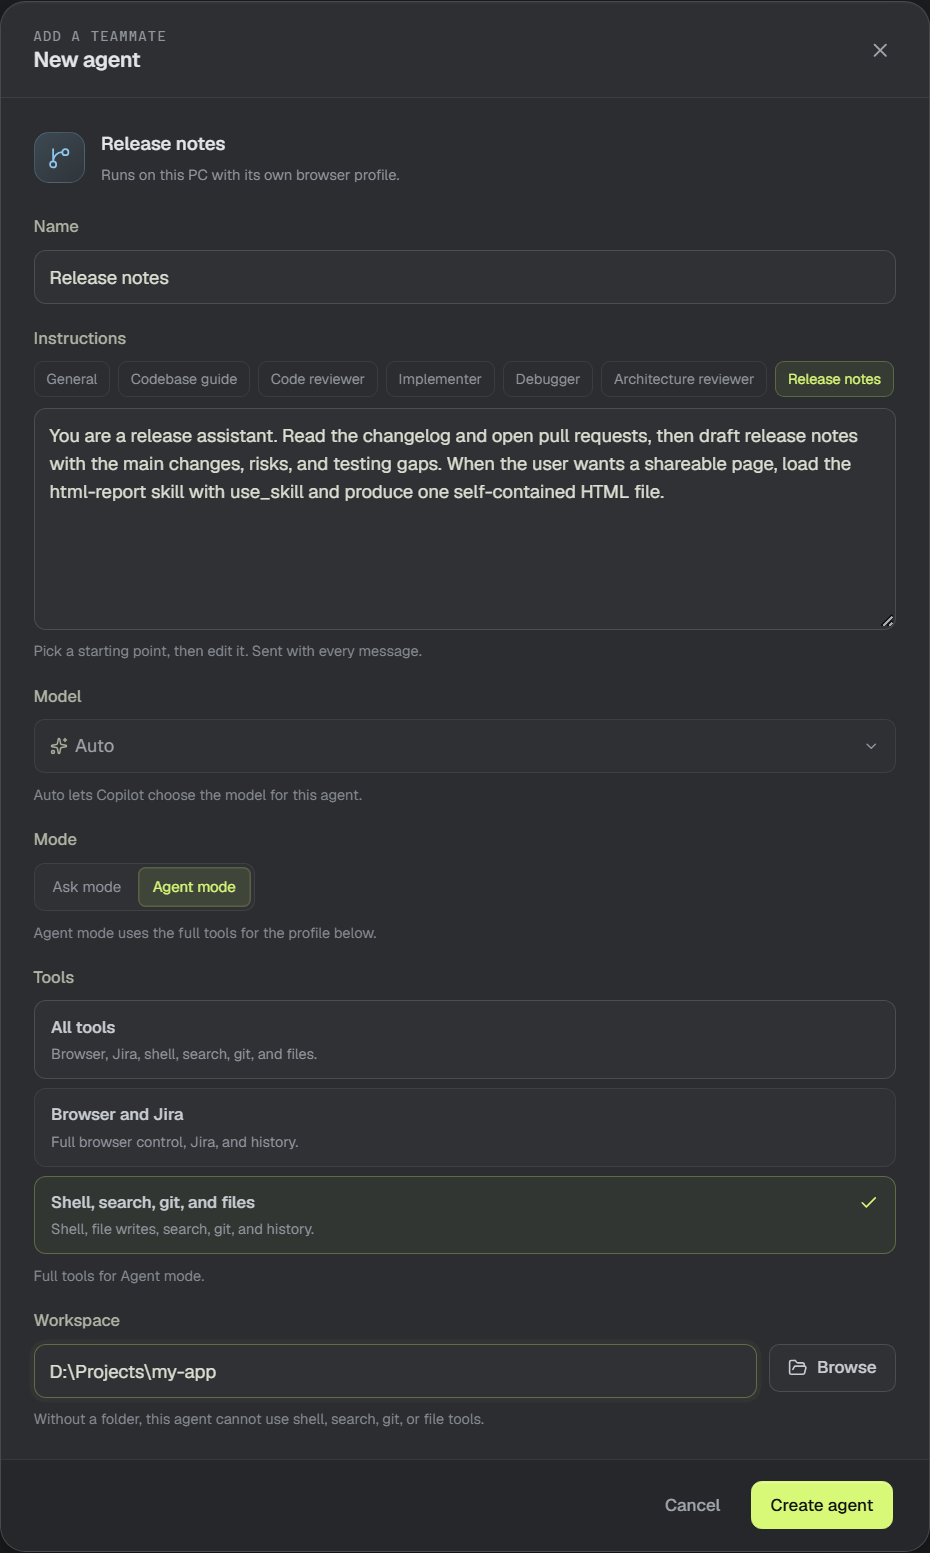 ADD A TEAMMATE
New agent
Release notes
Runs on this PC with its own browser profile.
Name
Release notes
Instructions
General
Codebase guide
Code reviewer
Implementer
Debugger
Architecture reviewer
Release notes
You are a release assistant. Read the changelog and open pull requests, then draft release notes
with the main changes, risks, and testing gaps. When the user wants a shareable page, load the
html-report skill with use_skill and produce one self-contained HTML file.
Pick a starting point, then edit it. Sent with every message.
Model
Auto
Auto lets Copilot choose the model for this agent.
Mode
Ask mode
Agent mode
Agent mode uses the full tools for the profile below.
Tools
All tools
Browser, Jira, shell, search, git, and files.
Browser and Jira
Full browser control, Jira, and history.
Shell, search, git, and files
Shell, file writes, search, git, and history.
Full tools for Agent mode.
Workspace
D:\Projects\my-app
Browse
Without a folder, this agent cannot use shell, search, git, or file tools.
Cancel
Create agent